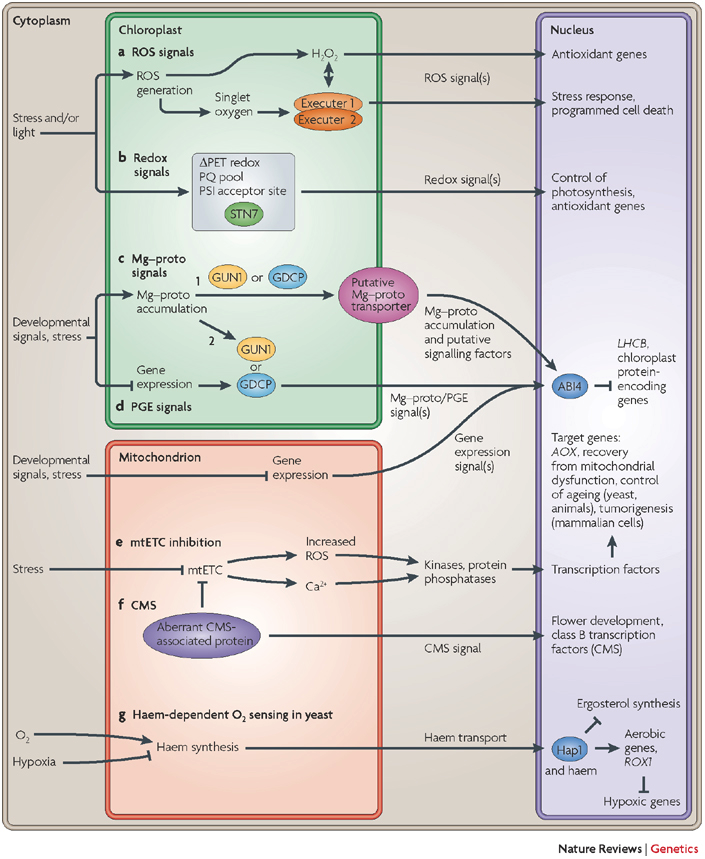 Cytoplasm
Chloroplast
Nucleus
a ROS signals
ROS
generation
H₂O₂
Antioxidant genes
ROS signal(s)
Singlet
oxygen
Executer 1
Executer 2
Stress response,
programmed cell death
Stress and/or
light
b Redox
signals
ΔPET redox
PQ pool
PSI acceptor site
STN7
Redox signal(s)
Control of
photosynthesis,
antioxidant genes
c Mg–proto
signals
1 GUN1 or GDCP
Mg–proto
accumulation
Putative
Mg–proto
transporter
Mg–proto
accumulation
and putative
signalling factors
Developmental
signals, stress
2
GUN1
or
GDCP
Gene
expression
d PGE signals
Mg–proto/PGE
signal(s)
ABI4
LHCB,
chloroplast
protein-
encoding
genes
Mitochondrion
Developmental
signals, stress
Gene
expression
Gene
expression
signal(s)
Target genes:
AOX, recovery
from mitochondrial
dysfunction, control
of ageing (yeast,
animals), tumorigenesis
(mammalian cells)
e mtETC inhibition
Increased
ROS
Stress
mtETC
Ca²⁺
Kinases, protein
phosphatases
Transcription factors
f CMS
Aberrant CMS-
associated protein
CMS signal
Flower development,
class B transcription
factors (CMS)
g Haem-dependent O₂ sensing in yeast
O₂
Hypoxia
Haem synthesis
Haem transport
Ergosterol synthesis
Hap1
and haem
Aerobic
genes,
ROX1
Hypoxic genes
Nature Reviews | Genetics